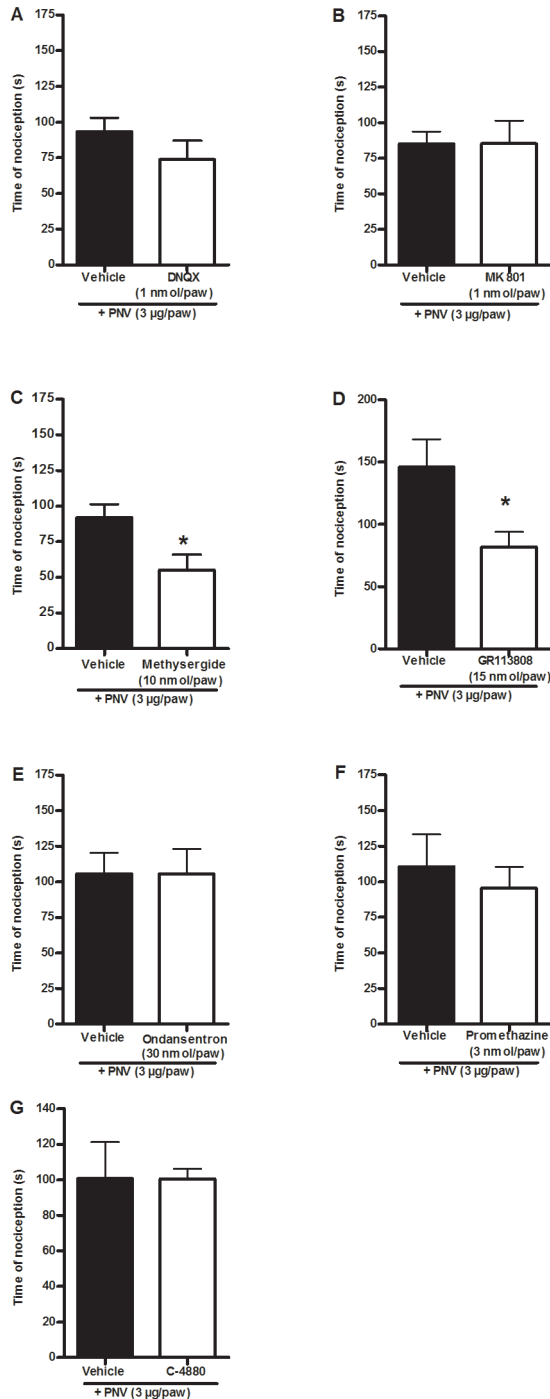 A
Time of nociception (s)
175
150
125
100
75
50
25
0
Vehicle
DNQX
(1 nmol/paw)
+ PNV (3 µg/paw)
B
Time of nociception (s)
175
150
125
100
75
50
25
0
Vehicle
MK 801
(1 nmol/paw)
+ PNV (3 µg/paw)
C
Time of nociception (s)
175
150
125
100
75
50
25
0
*
Vehicle
Methysergide
(10 nmol/paw)
+ PNV (3 µg/paw)
D
Time of nociception (s)
200
150
100
50
0
*
Vehicle
GR113808
(15 nmol/paw)
+ PNV (3 µg/paw)
E
Time of nociception (s)
175
150
125
100
75
50
25
0
Vehicle
Ondansentron
(30 nmol/paw)
+ PNV (3 µg/paw)
F
Time of nociception (s)
175
150
125
100
75
50
25
0
Vehicle
Promethazine
(3 nmol/paw)
+ PNV (3 µg/paw)
G
Time of nociception (s)
140
120
100
80
60
40
20
0
Vehicle
C-4880
+ PNV (3 µg/paw)